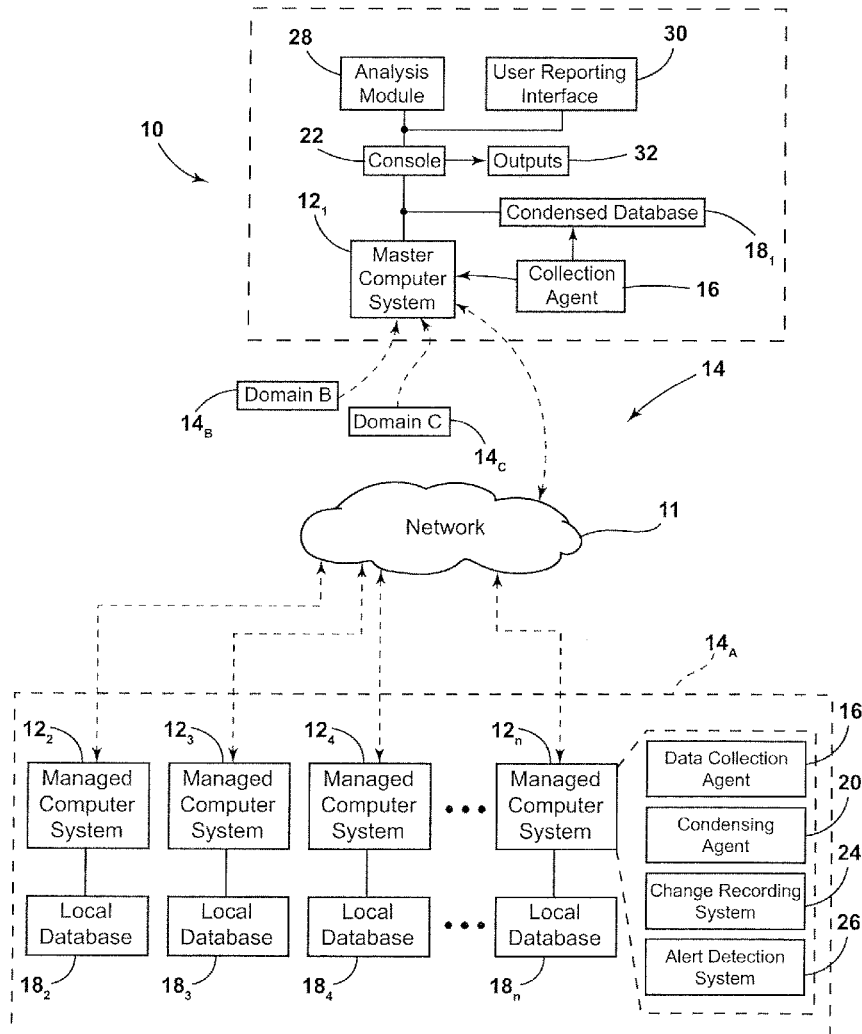 28
30
Analysis
Module
User Reporting
Interface
10
22
Console
Outputs
32
12₁
Condensed Database
Master
Computer
System
Collection
Agent
18₁
16
14
Domain B
14_B
Domain C
14_C
Network
11
14_A
12₂
12₃
12₄
12ₙ
16
Managed
Computer
System
Managed
Computer
System
Managed
Computer
System
Managed
Computer
System
Data Collection
Agent
20
Condensing
Agent
24
Local
Database
Local
Database
Local
Database
Local
Database
Change Recording
System
26
Alert Detection
System
18₂
18₃
18₄
18ₙ